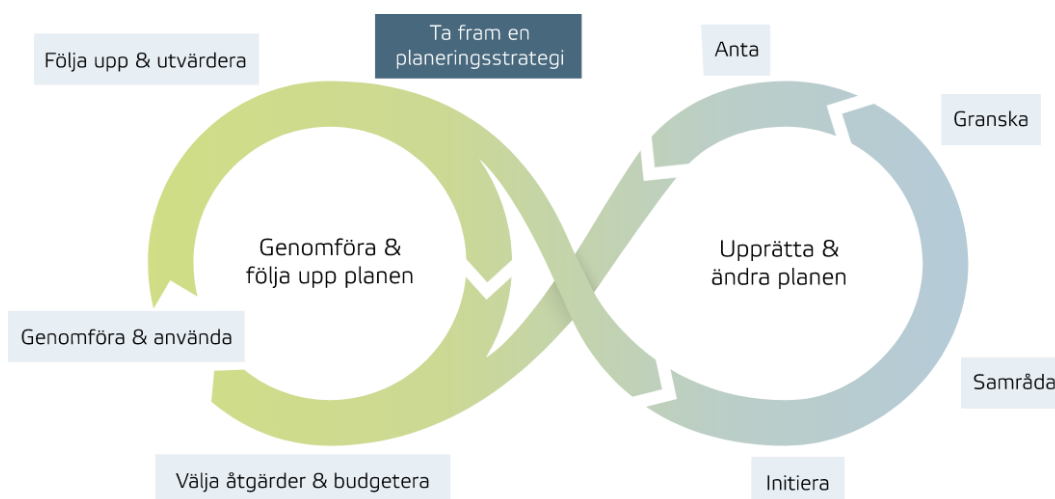 Ta fram en
planeringsstrategi
Följa upp & utvärdera
Anta
Granska
Genomföra &
följa upp planen
Upprätta &
ändra planen
Genomföra & använda
Samråda
Välja åtgärder & budgetera
Initiera